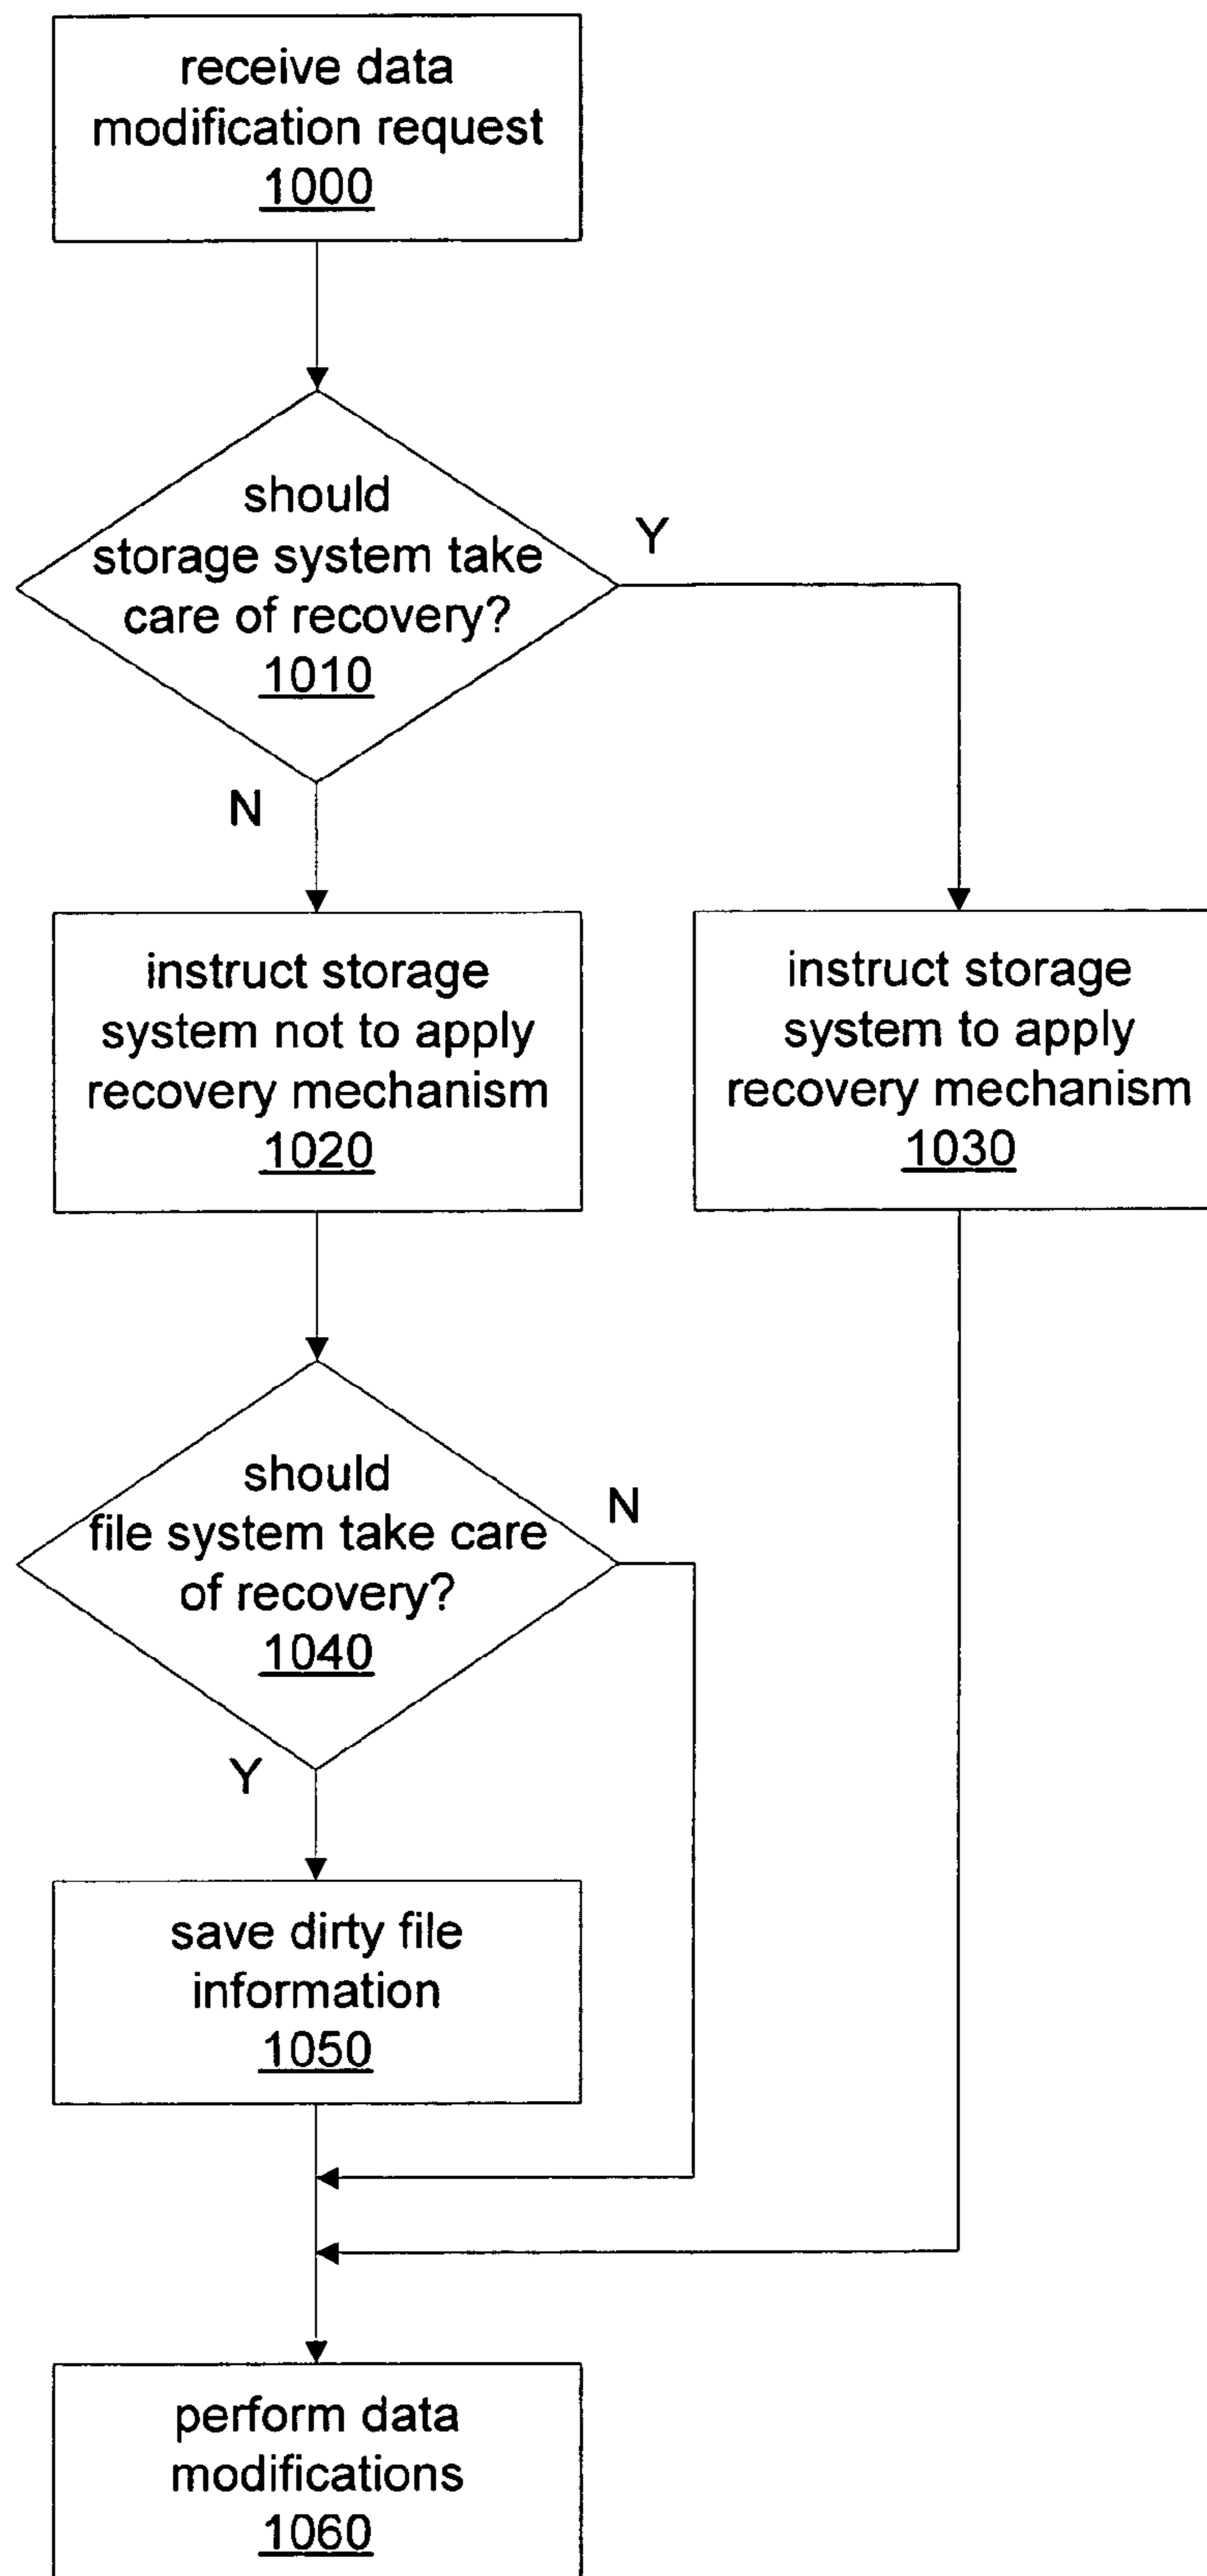 receive data
modification request
1000
should
storage system take
care of recovery?
1010
Y
N
instruct storage
system not to apply
recovery mechanism
1020
instruct storage
system to apply
recovery mechanism
1030
should
file system take care
of recovery?
1040
N
Y
save dirty file
information
1050
perform data
modifications
1060